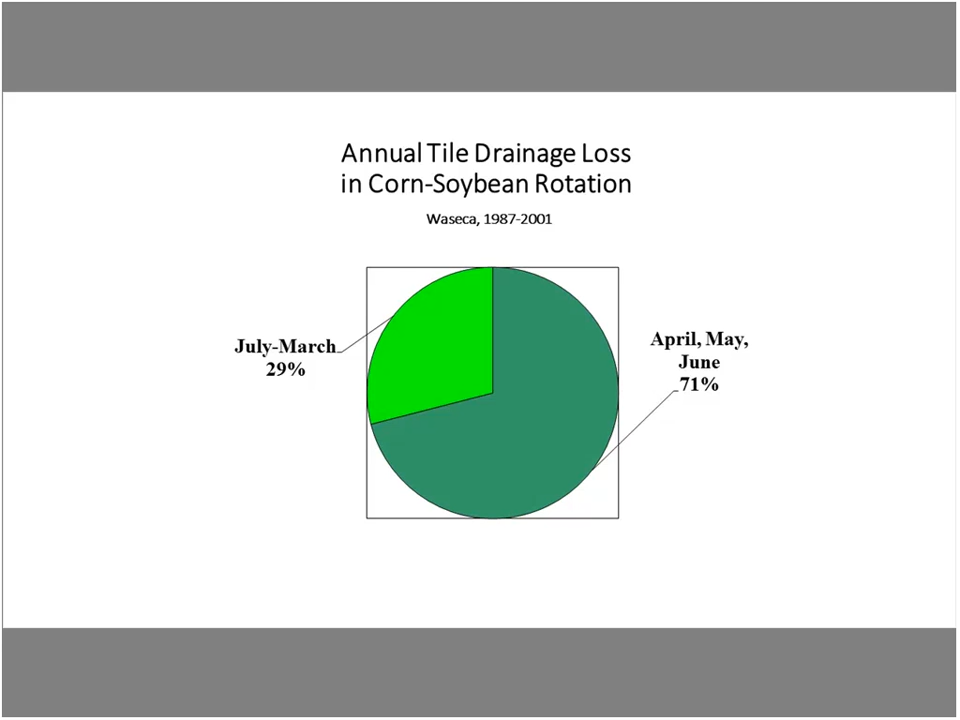 Annual Tile Drainage Loss
in Corn-Soybean Rotation
Waseca, 1987-2001
July-March
29%
April, May,
June
71%